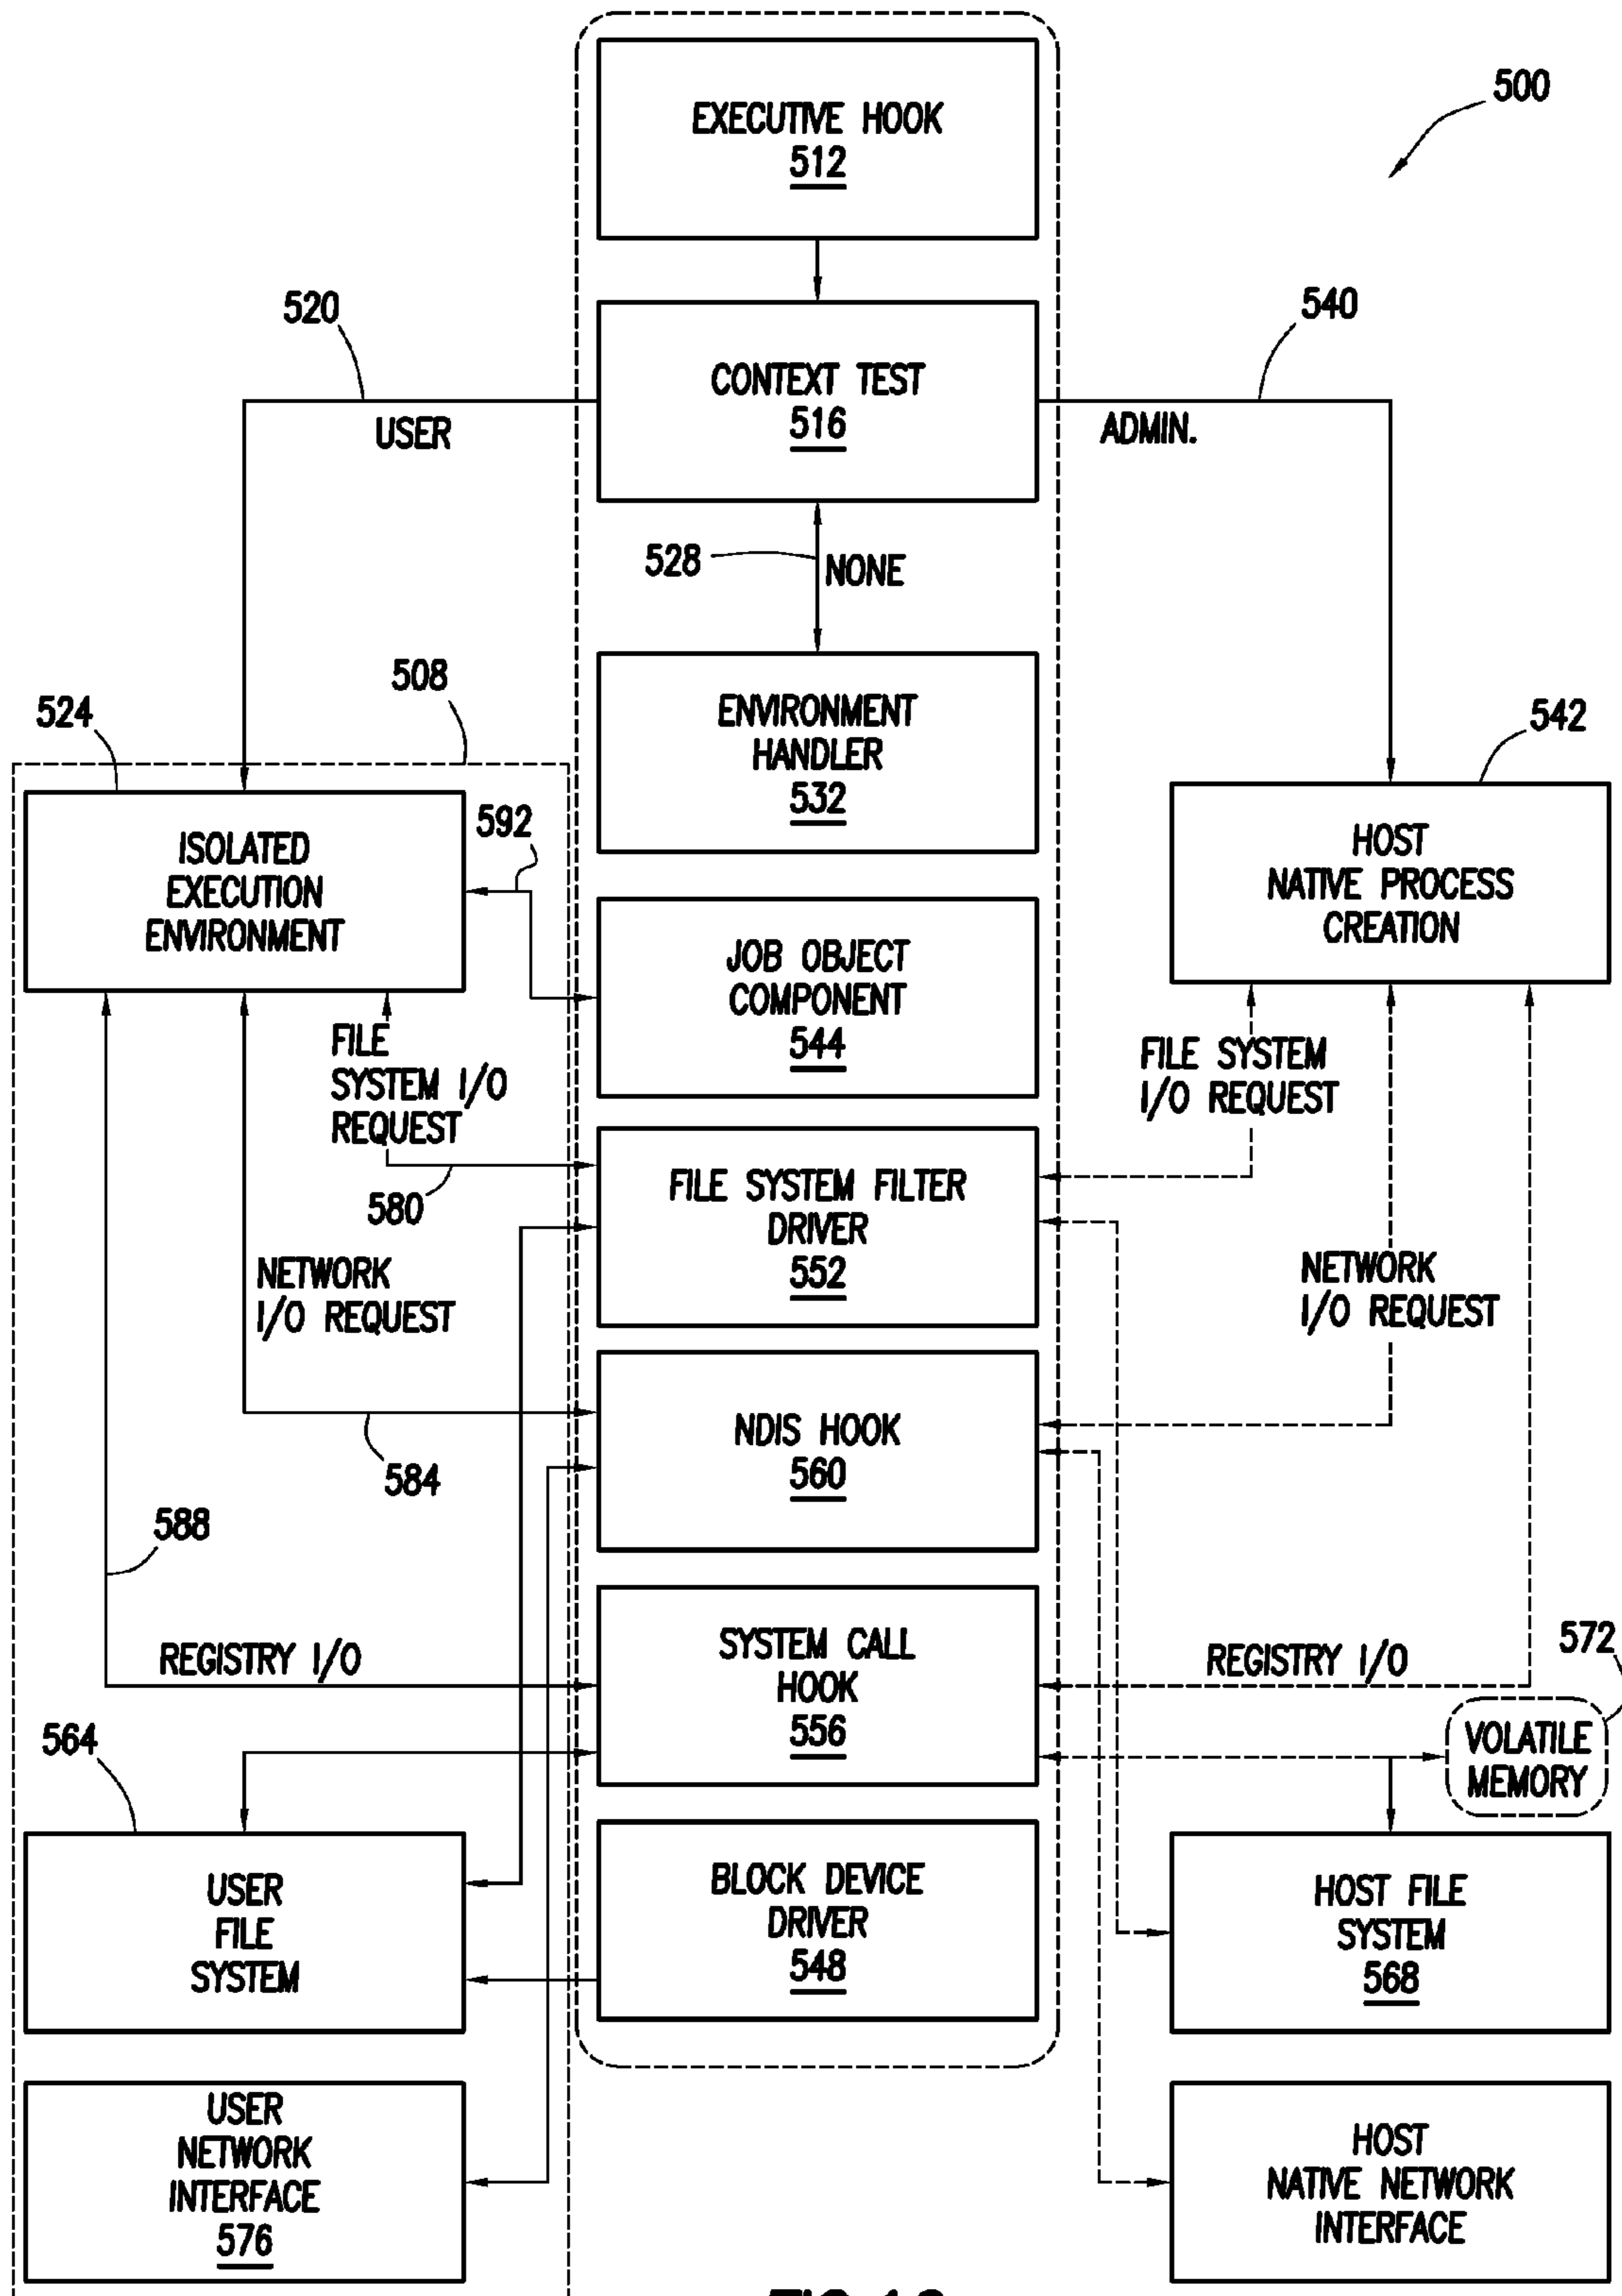 500
EXECUTIVE HOOK
512
520
540
CONTEXT TEST
516
USER
ADMIN.
528
NONE
508
524
ENVIRONMENT
HANDLER
532
542
592
ISOLATED
EXECUTION
ENVIRONMENT
HOST
NATIVE PROCESS
CREATION
JOB OBJECT
COMPONENT
544
FILE
SYSTEM I/O
REQUEST
FILE SYSTEM
I/O REQUEST
580
FILE SYSTEM FILTER
DRIVER
552
NETWORK
I/O REQUEST
NETWORK
I/O REQUEST
NDIS HOOK
560
584
588
SYSTEM CALL
HOOK
556
REGISTRY I/O
REGISTRY I/O
572
VOLATILE
MEMORY
564
USER
FILE
SYSTEM
BLOCK DEVICE
DRIVER
548
HOST FILE
SYSTEM
568
USER
NETWORK
INTERFACE
576
HOST
NATIVE NETWORK
INTERFACE